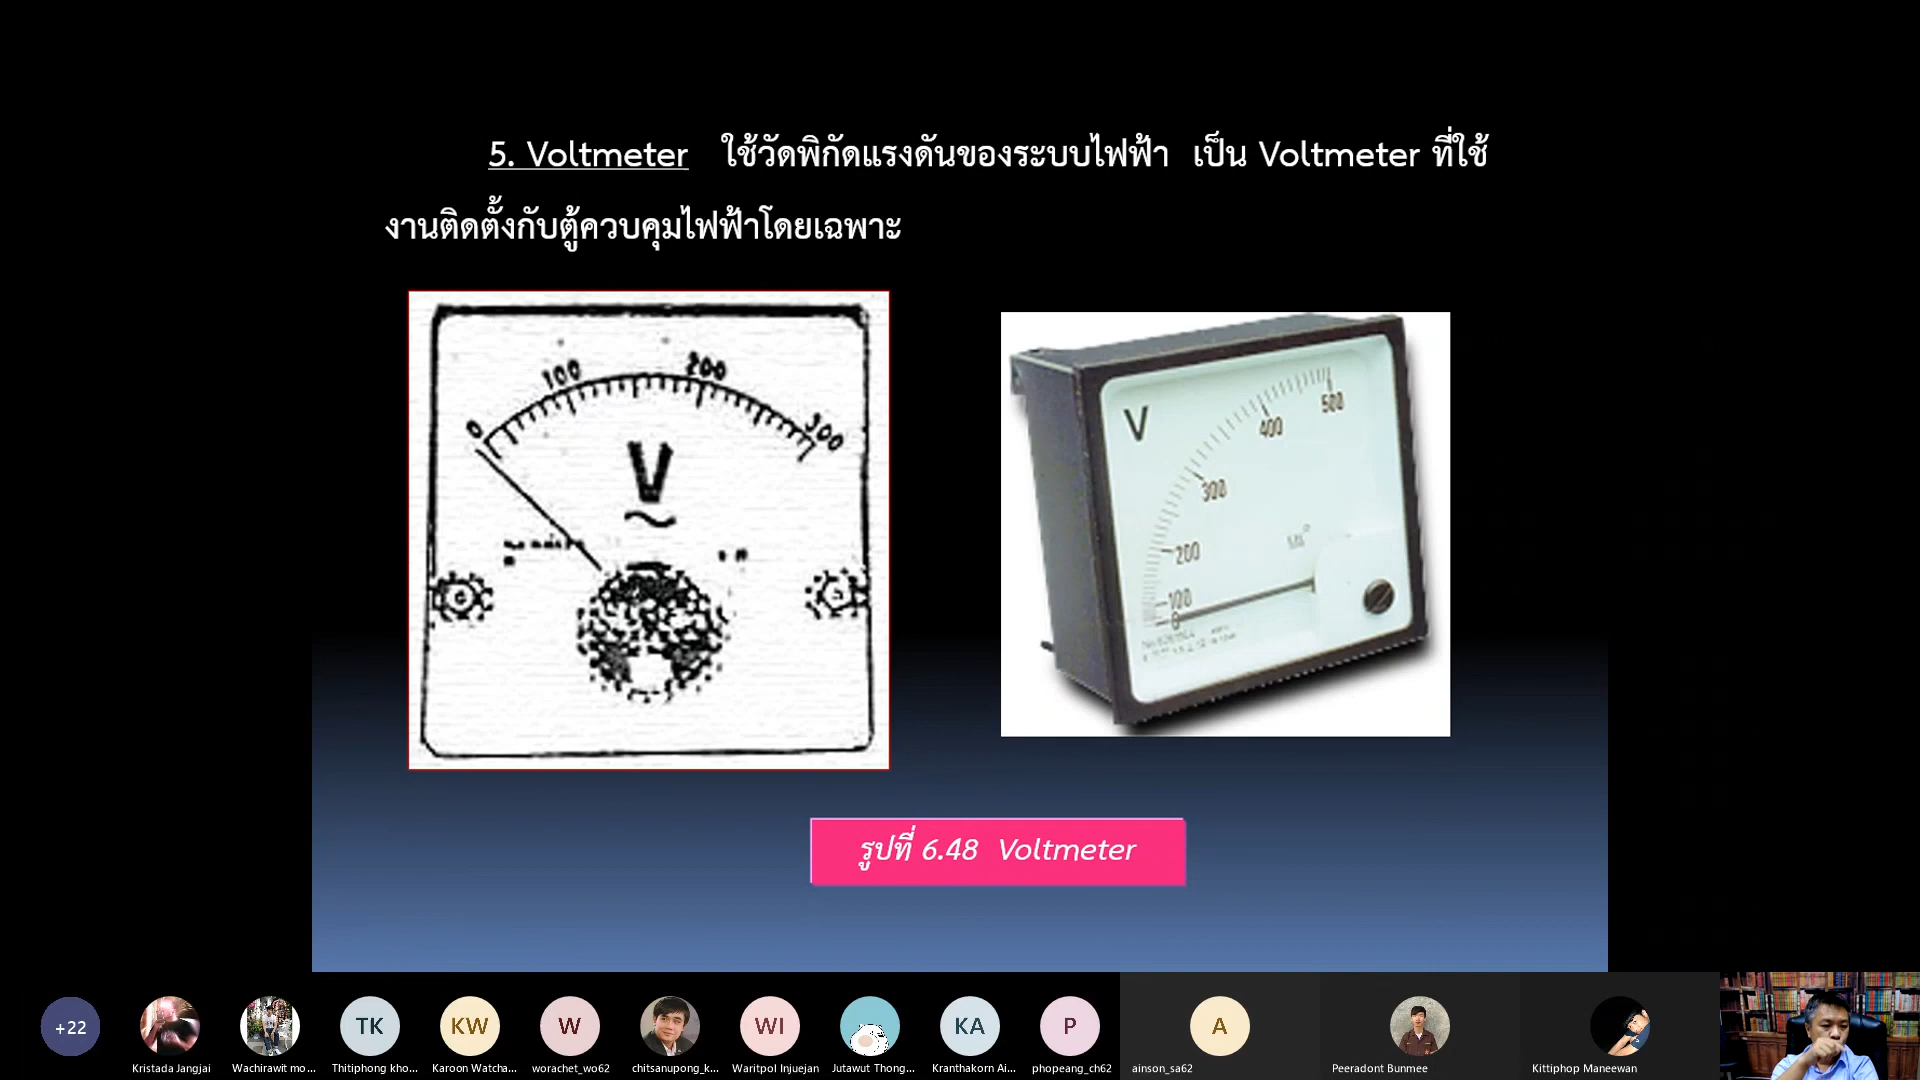 5. Voltmeter ใช้วัดพิกัดแรงดันของระบบไฟฟ้า เป็น Voltmeter ที่ใช้
งานติดตั้งกับตู้ควบคุมไฟฟ้าโดยเฉพาะ
0 100 200 300
V
~
V
0 100 200 300 400 500
รูปที่ 6.48 Voltmeter
+22
TK
KW
W
WI
KA
P
A
Kristada Jangjai
Wachirawit mo...
Thitiphong kho...
Karoon Watcha...
worachet_wo62
chitsanupong_k...
Waritpol Injuejan
Jutawut Thong...
Kranthakorn Ai...
phopeang_ch62
ainson_sa62
Peeradont Bunmee
Kittiphop Maneewan